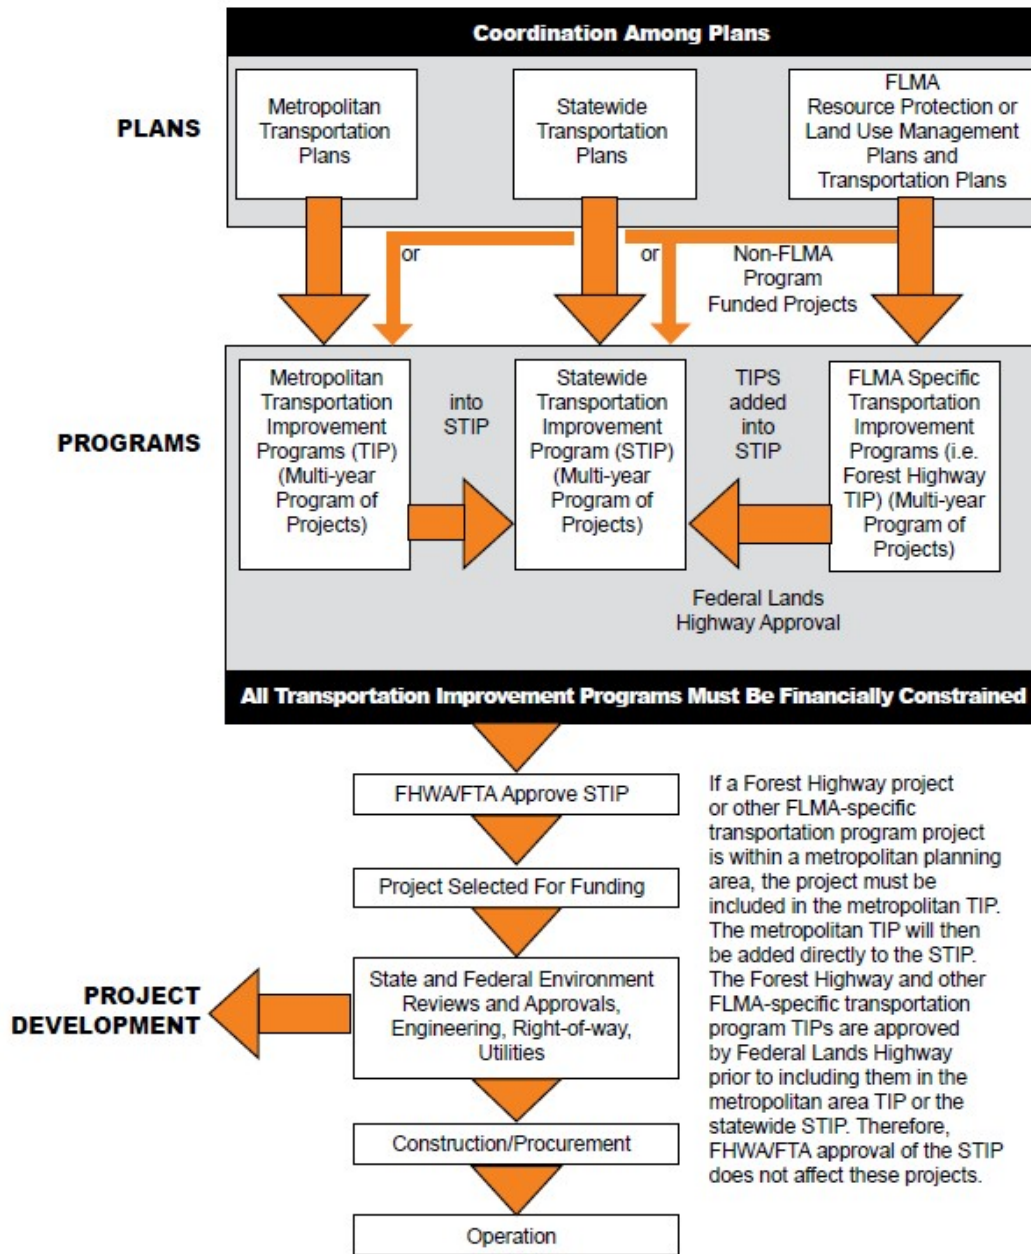 Coordination Among Plans
PLANS
Metropolitan
Transportation
Plans
Statewide
Transportation
Plans
FLMA
Resource Protection or
Land Use Management
Plans and
Transportation Plans
or
or
Non-FLMA
Program
Funded Projects
PROGRAMS
Metropolitan
Transportation
Improvement
Programs (TIP)
(Multi-year
Program of
Projects)
into
STIP
Statewide
Transportation
Improvement
Program (STIP)
(Multi-year
Program of
Projects)
TIPS
added
into
STIP
FLMA Specific
Transportation
Improvement
Programs (i.e.
Forest Highway
TIP) (Multi-year
Program of
Projects)
Federal Lands
Highway Approval
All Transportation Improvement Programs Must Be Financially Constrained
FHWA/FTA Approve STIP
Project Selected For Funding
PROJECT
DEVELOPMENT
State and Federal Environment
Reviews and Approvals,
Engineering, Right-of-way,
Utilities
Construction/Procurement
Operation
If a Forest Highway project
or other FLMA-specific
transportation program project
is within a metropolitan planning
area, the project must be
included in the metropolitan TIP.
The metropolitan TIP will then
be added directly to the STIP.
The Forest Highway and other
FLMA-specific transportation
program TIPs are approved
by Federal Lands Highway
prior to including them in the
metropolitan area TIP or the
statewide STIP. Therefore,
FHWA/FTA approval of the STIP
does not affect these projects.